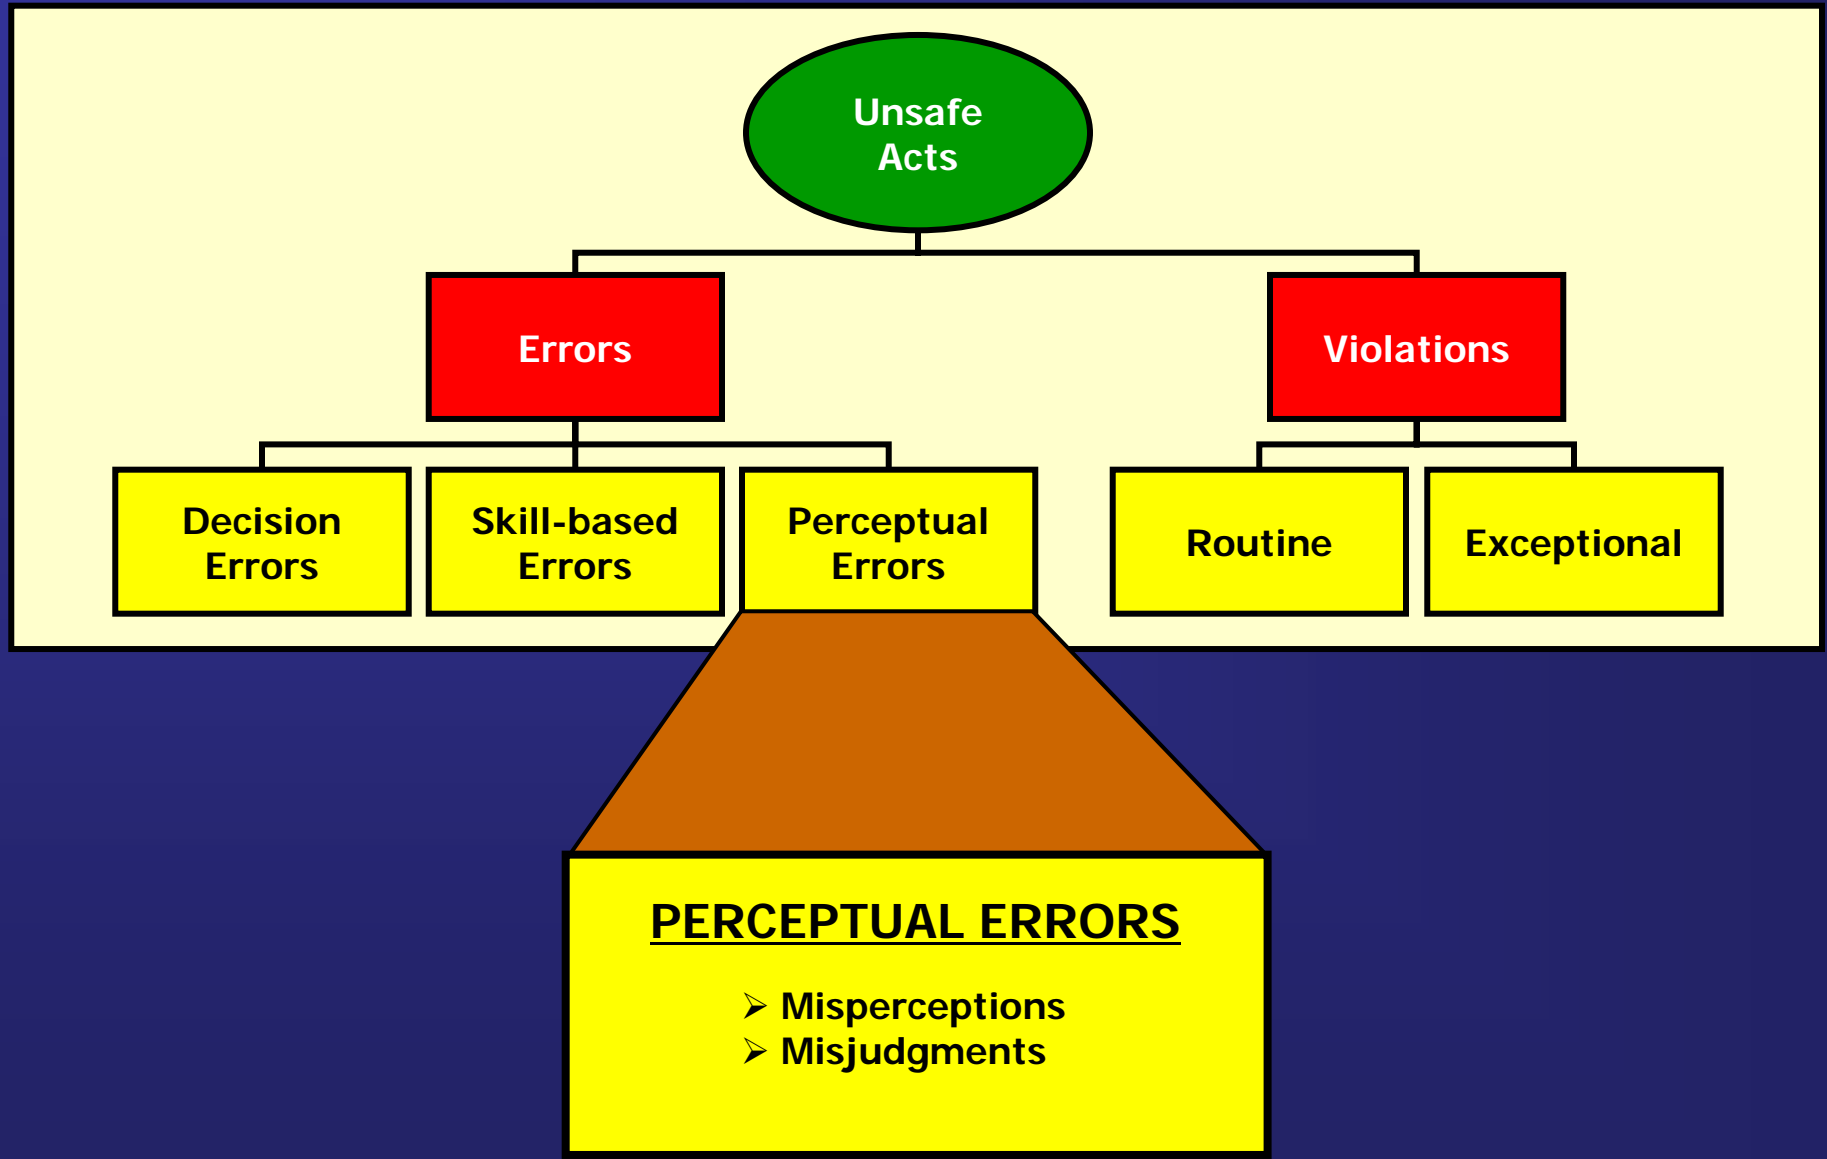 Unsafe
Acts
Errors
Violations
Decision
Errors
Skill-based
Errors
Perceptual
Errors
Routine
Exceptional
PERCEPTUAL ERRORS
➢ Misperceptions
➢ Misjudgments